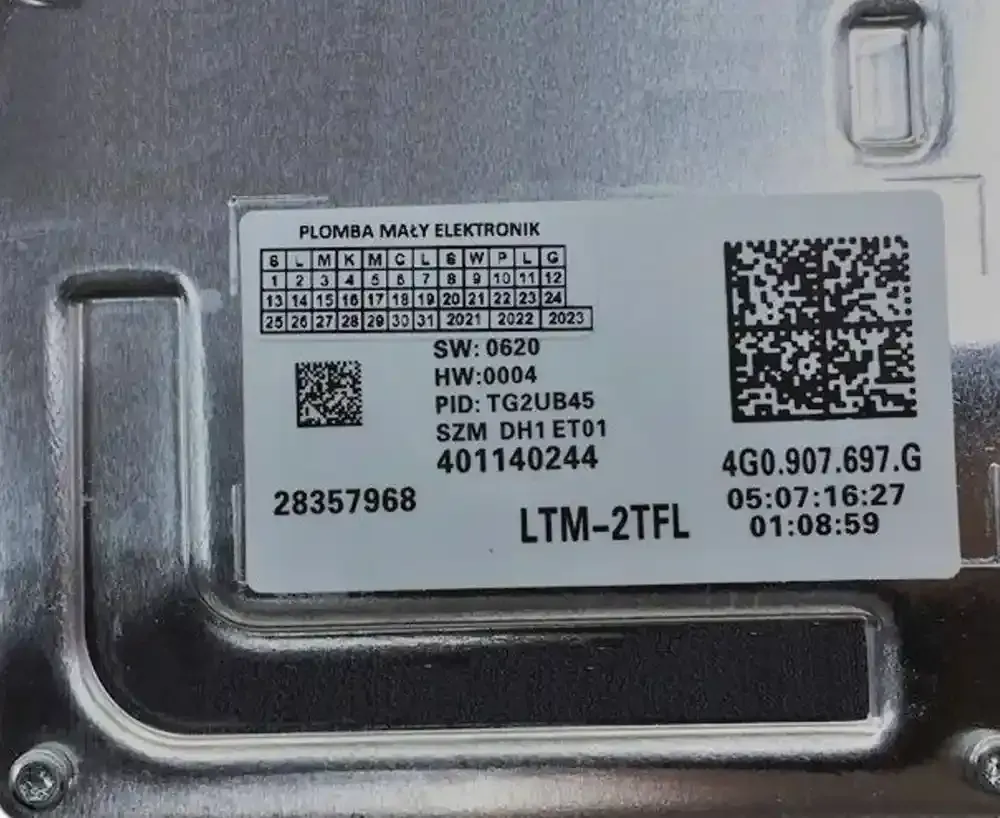 PLOMBA MAŁY ELEKTRONIK
S L M K M C L S W P L G
1 2 3 4 5 6 7 8 9 10 11 12
13 14 15 16 17 18 19 20 21 22 23 24
25 26 27 28 29 30 31 2021 2022 2023
SW: 0620
HW:0004
PID: TG2UB45
SZM DH1 ET01
401140244
28357968
LTM-2TFL
4G0.907.697.G
05:07:16:27
01:08:59